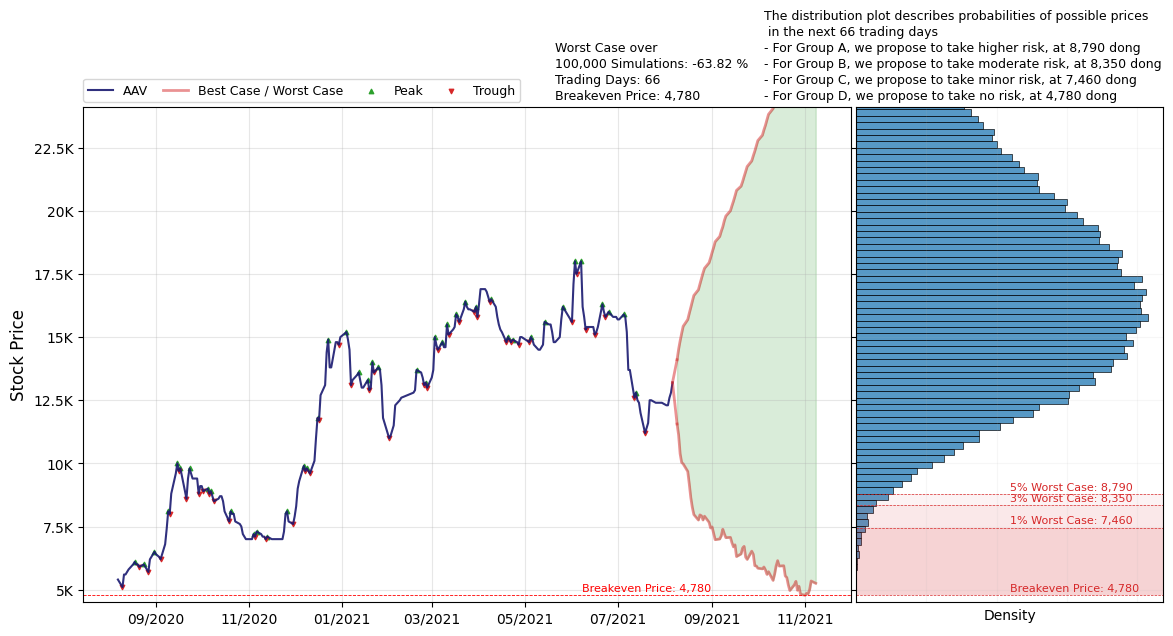 The distribution plot describes probabilities of possible prices
in the next 66 trading days
- For Group A, we propose to take higher risk, at 8,790 dong
- For Group B, we propose to take moderate risk, at 8,350 dong
- For Group C, we propose to take minor risk, at 7,460 dong
- For Group D, we propose to take no risk, at 4,780 dong
Worst Case over
100,000 Simulations: -63.82 %
Trading Days: 66
Breakeven Price: 4,780
AAV
Best Case / Worst Case
Peak
Trough
Stock Price
22.5K
20K
17.5K
15K
12.5K
10K
7.5K
5K
Breakeven Price: 4,780
09/2020
11/2020
01/2021
03/2021
05/2021
07/2021
09/2021
11/2021
5% Worst Case: 8,790
3% Worst Case: 8,350
1% Worst Case: 7,460
Breakeven Price: 4,780
Density